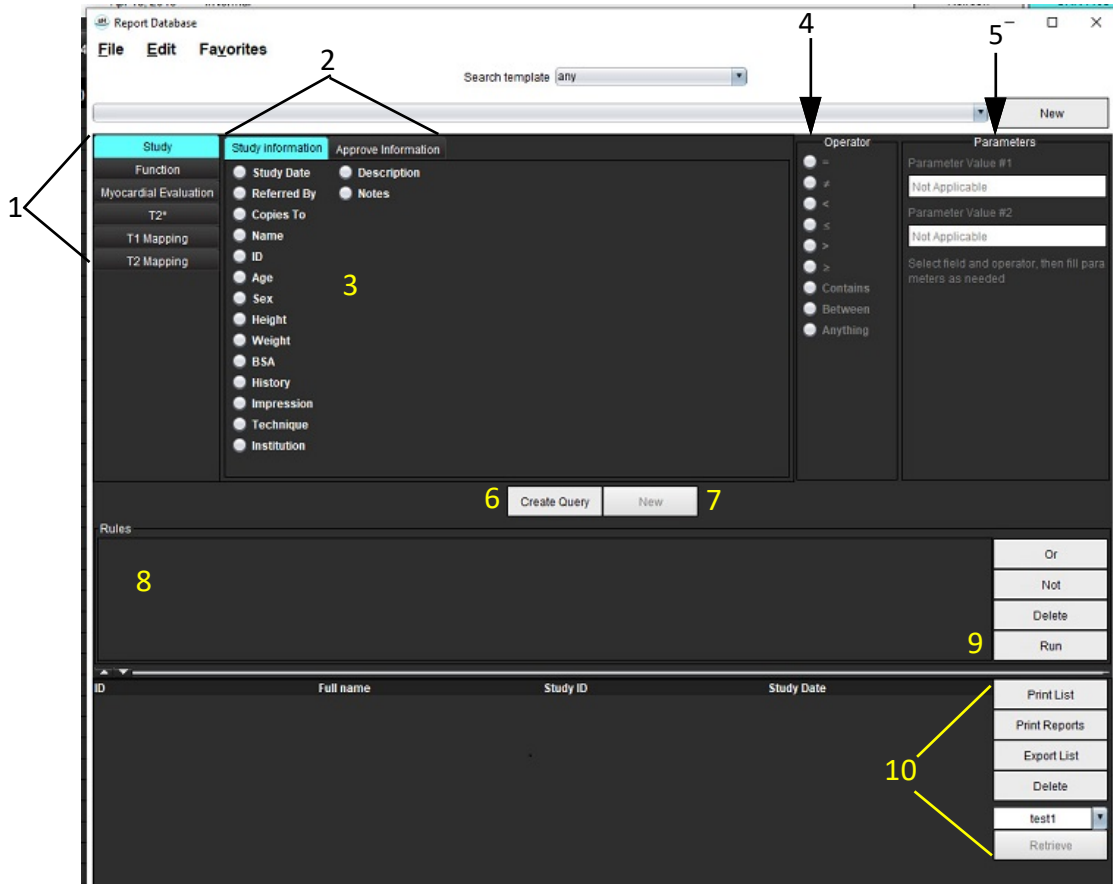 Report Database
4
5
File Edit Favorites
2
Search template any
New
Study
Function
Myocardial Evaluation
T2*
T1 Mapping
T2 Mapping
1
Study Information Approve Information
Study Date Description
Referred By Notes
Copies To
Name
ID
Age
3
Sex
Height
Weight
BSA
History
Impression
Technique
Institution
Operator
=
≠
<
≤
>
≥
Contains
Between
Anything
Parameters
Parameter Value #1
Not Applicable
Parameter Value #2
Not Applicable
Select field and operator, then fill para
meters as needed
6 Create Query New 7
Rules
8
Or
Not
Delete
9 Run
ID Full name Study ID Study Date
Print List
Print Reports
Export List
10
Delete
test1
Retrieve